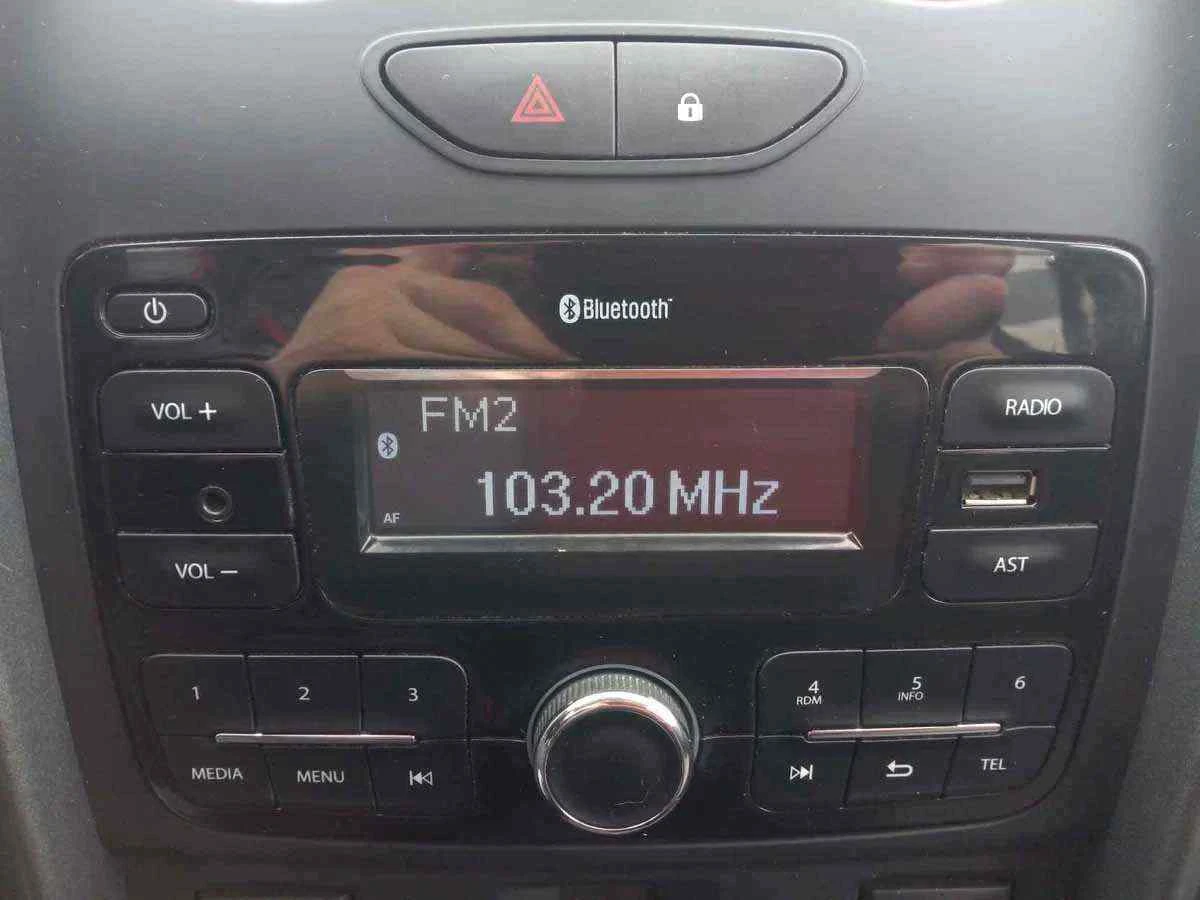 Bluetooth™
VOL +
FM2
RADIO
103.20 MHz
AF
VOL –
AST
1 2 3
4 RDM
5 INFO
6
MEDIA MENU
TEL